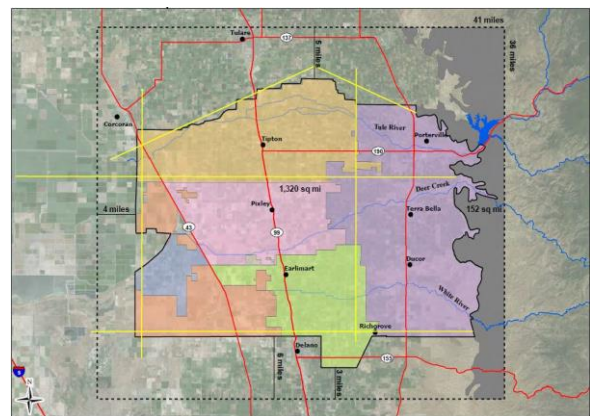 41 miles
Tulare
137
5 miles
36 miles
Corcoran
Tule River
Porterville
Tipton
190
Deer Creek
1,320 sq mi
4 miles
Pixley
Terra Bella
152 sq mi
43
99
Ducor
Earlimart
White River
Richgrove
Delano
155
6 miles
3 miles
5
N